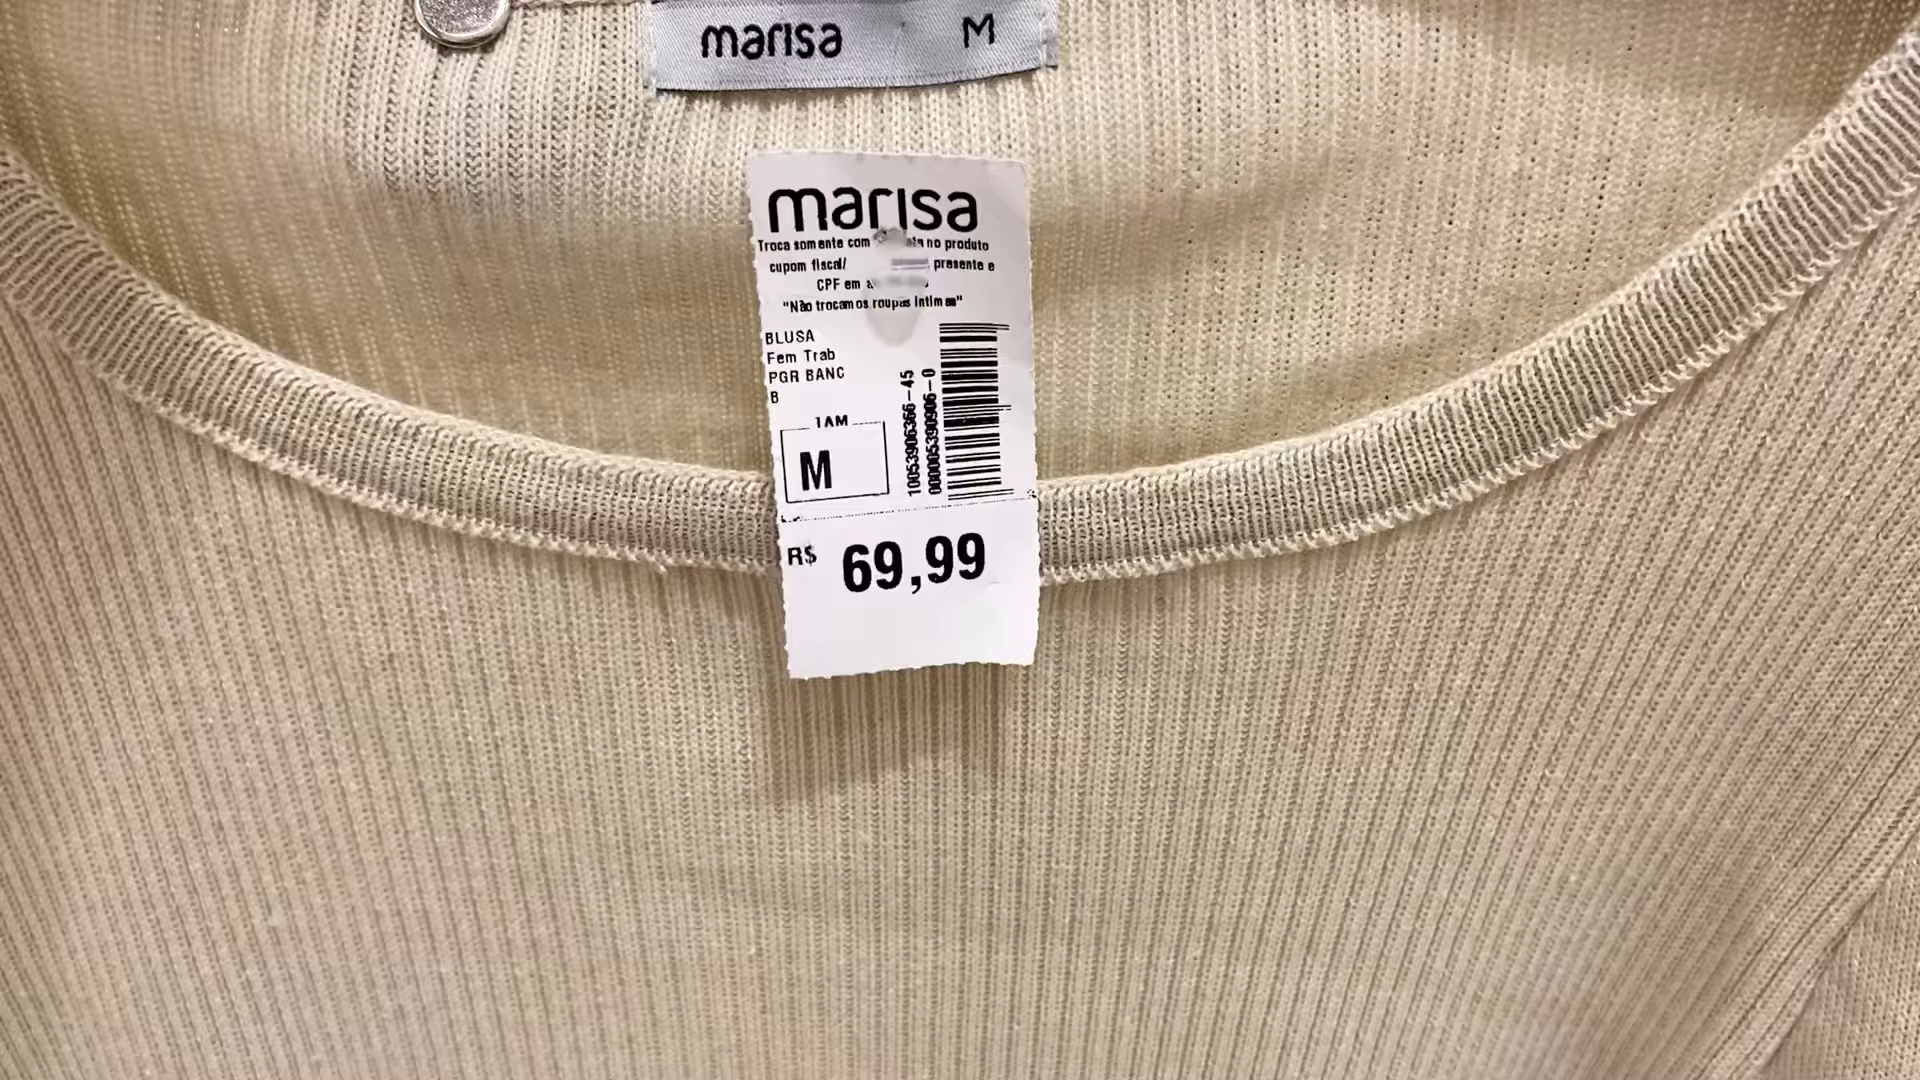 marisa M
marisa
Troca somente com no produto
cupom fiscal/ presente e
CPF em
"Não trocamos roupas íntimas"
BLUSA
Fem Trab
PGR BANC
B
TAM
M
10053906366-45
000005390906-0
R$ 69,99